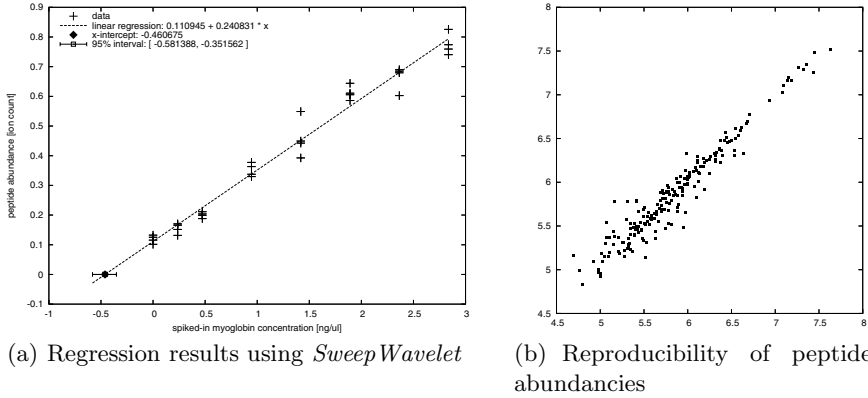 data
linear regression: 0.110945 + 0.240831 * x
x-intercept: -0.460675
95% interval: [ -0.581388, -0.351562 ]
peptide abundance [ion count]
0.9
0.8
0.7
0.6
0.5
0.4
0.3
0.2
0.1
0
-0.1
-1 -0.5 0 0.5 1 1.5 2 2.5 3
spiked-in myoglobin concentration [ng/ul]
(a) Regression results using SweepWavelet
8
7.5
7
6.5
6
5.5
5
4.5
4.5 5 5.5 6 6.5 7 7.5 8
(b) Reproducibility of peptide
abundancies